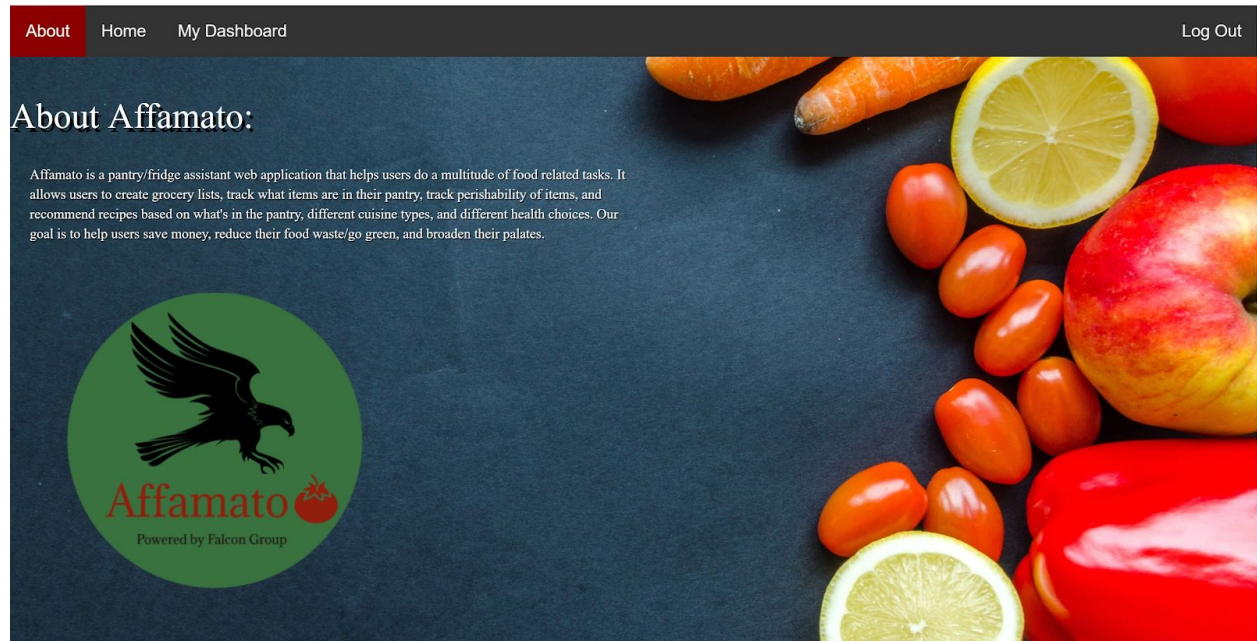 About Home My Dashboard Log Out
About Affamato:
Affamato is a pantry/fridge assistant web application that helps users do a multitude of food related tasks. It
allows users to create grocery lists, track what items are in their pantry, track perishability of items, and
recommend recipes based on what's in the pantry, different cuisine types, and different health choices. Our
goal is to help users save money, reduce their food waste/go green, and broaden their palates.
Affamato
Powered by Falcon Group